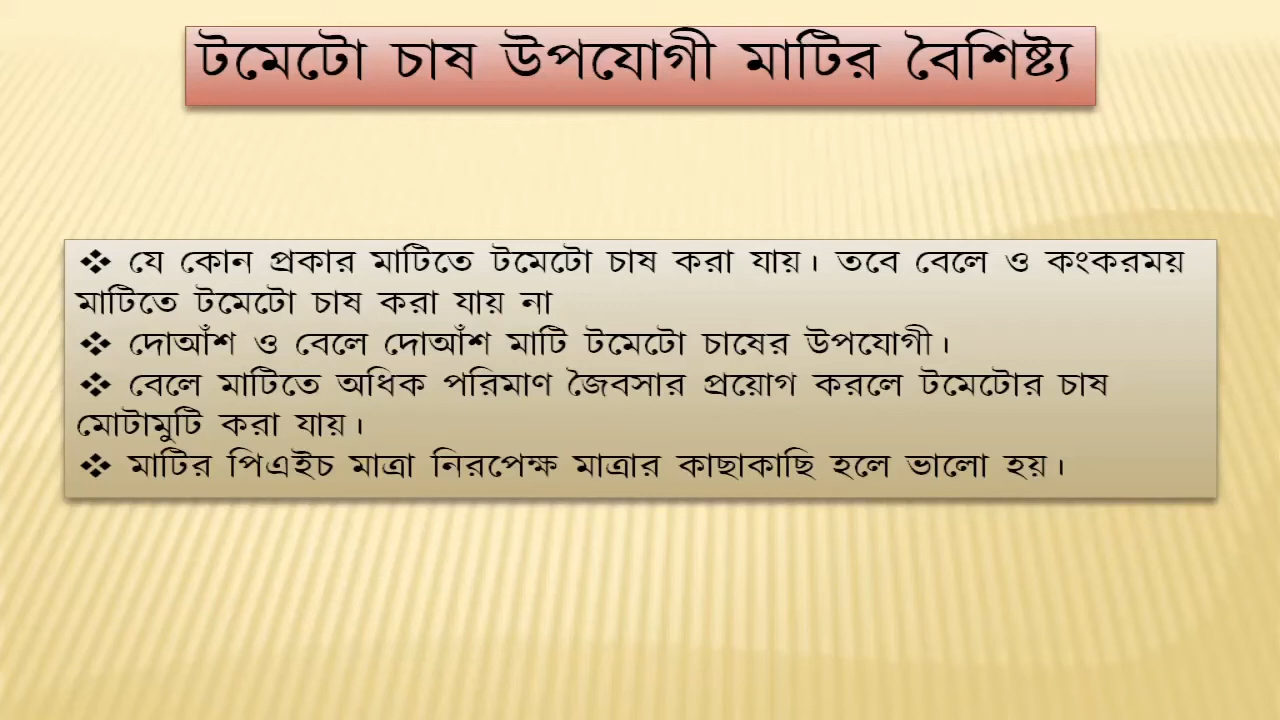 টমেটো চাষ উপযোগী মাটির বৈশিষ্ট্য
❖ যে কোন প্রকার মাটিতে টমেটো চাষ করা যায়। তবে বেলে ও কংকরময়
মাটিতে টমেটো চাষ করা যায় না
❖ দোআঁশ ও বেলে দোআঁশ মাটি টমেটো চাষের উপযোগী।
❖ বেলে মাটিতে অধিক পরিমাণ জৈবসার প্রয়োগ করলে টমেটোর চাষ
মোটামুটি করা যায়।
❖ মাটির পিএইচ মাত্রা নিরপেক্ষ মাত্রার কাছাকাছি হলে ভালো হয়।